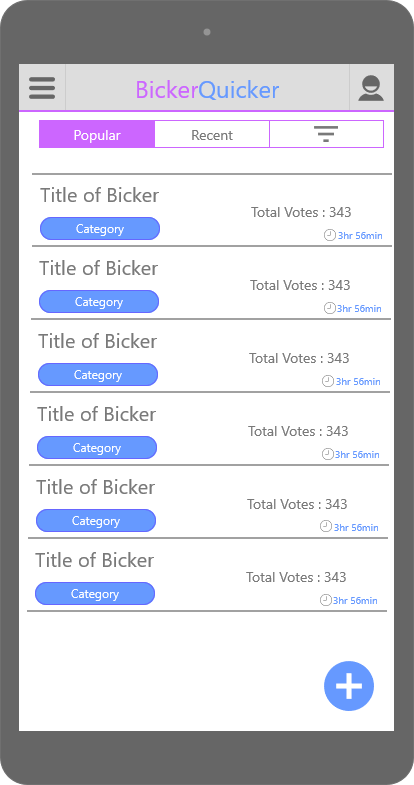 BickerQuicker
Popular Recent
Title of Bicker
Total Votes : 343
Category
3hr 56min
Title of Bicker
Total Votes : 343
Category
3hr 56min
Title of Bicker
Total Votes : 343
Category
3hr 56min
Title of Bicker
Total Votes : 343
Category
3hr 56min
Title of Bicker
Total Votes : 343
Category
3hr 56min
Title of Bicker
Total Votes : 343
Category
3hr 56min